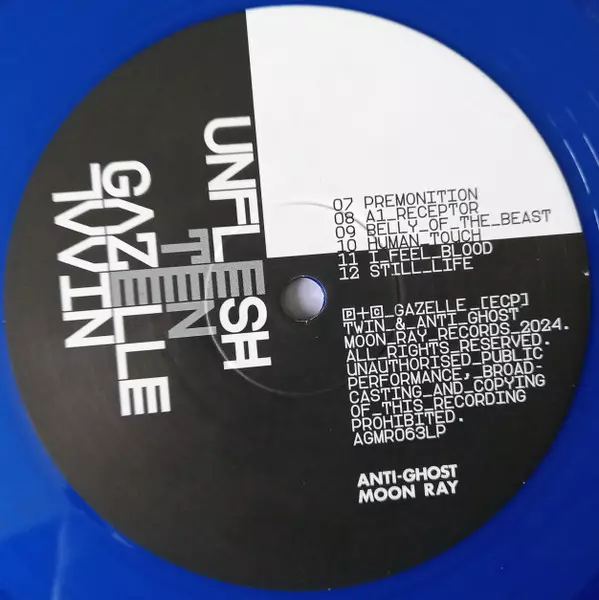 UNFLESH
TEEN
GAZELLE
TWIN
07 PREMONITION
08 A1_RECEPTOR
09 BELLY_OF_THE_BEAST
10 HUMAN_TOUCH
11 I_FEEL_BLOOD
12 STILL_LIFE
℗+©_GAZELLE_[ECP]
TWIN_&_ANTI_GHOST
MOON_RAY_RECORDS_2024.
ALL_RIGHTS_RESERVED.
UNAUTHORISED_PUBLIC
PERFORMANCE,_BROAD-
CASTING_AND_COPYING
OF_THIS_RECORDING
PROHIBITED.
AGMR063LP
ANTI-GHOST
MOON RAY